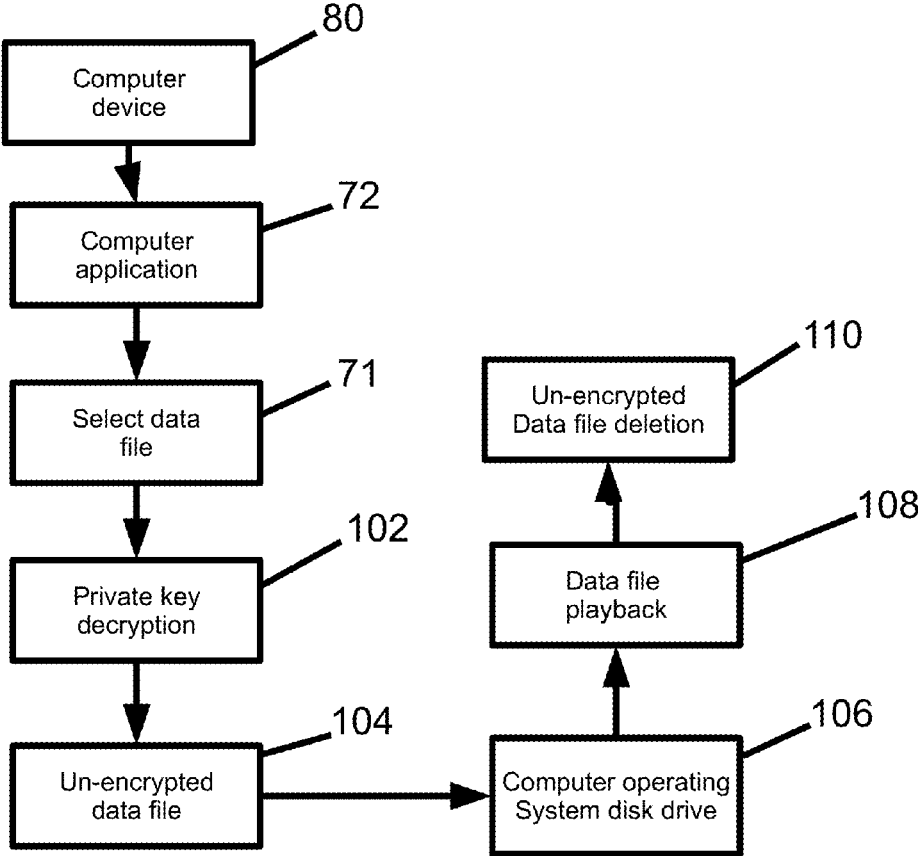 80
Computer
device
72
Computer
application
71
Select data
file
102
Private key
decryption
104
Un-encrypted
data file
106
Computer operating
System disk drive
108
Data file
playback
110
Un-encrypted
Data file deletion